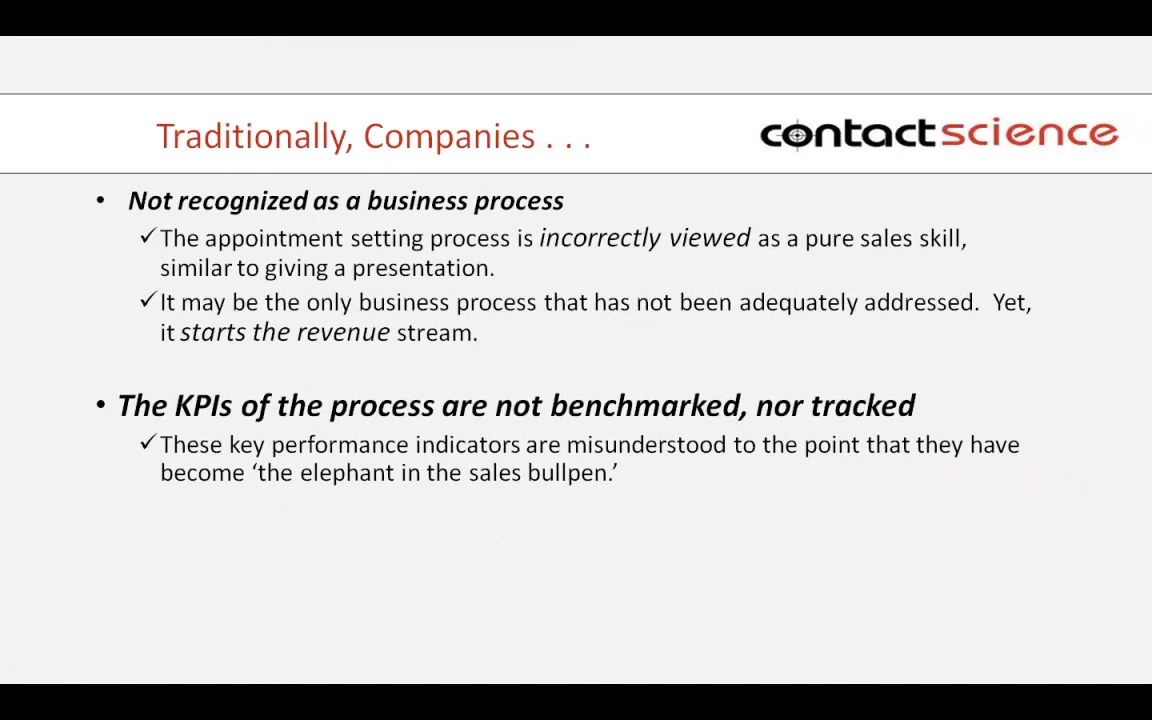 Traditionally, Companies . . .
contactscience
• Not recognized as a business process
✓The appointment setting process is incorrectly viewed as a pure sales skill,
similar to giving a presentation.
✓It may be the only business process that has not been adequately addressed.  Yet,
it starts the revenue stream.
• The KPIs of the process are not benchmarked, nor tracked
✓These key performance indicators are misunderstood to the point that they have
become ‘the elephant in the sales bullpen.’